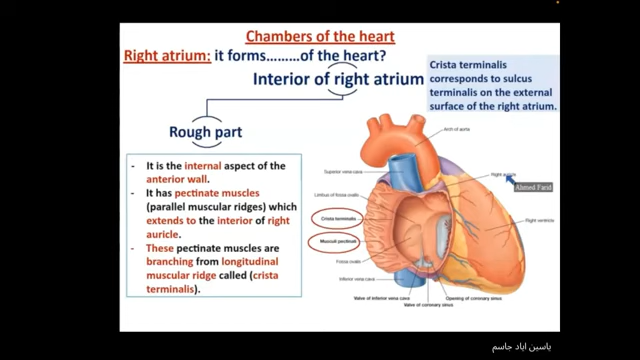 Chambers of the heart
Right atrium: it forms………of the heart?
Interior of right atrium
Crista terminalis
corresponds to sulcus
terminalis on the external
surface of the right atrium.
Rough part
- It is the internal aspect of the
anterior wall.
- It has pectinate muscles
(parallel muscular ridges) which
extends to the interior of right
auricle.
- These pectinate muscles are
branching from longitudinal
muscular ridge called (crista
terminalis).
Arch of aorta
Superior vena cava
Right auricle
Ahmed Farid
Limbus of fossa ovalis
Crista terminalis
Right ventricle
Musculi pectinati
Fossa ovalis
Inferior vena cava
Valve of inferior vena cava
Opening of coronary sinus
Valve of coronary sinus
ياسين اياد جاسم